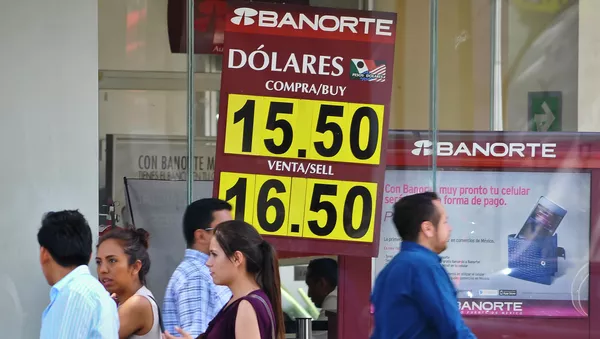 BANORTE
DÓLARES
COMPRA/BUY
15.50
VENTA/SELL
16.50
CON BANORTE
BANORTE
Con Banorte muy pronto tu celular
será forma de pago.
BANORTE